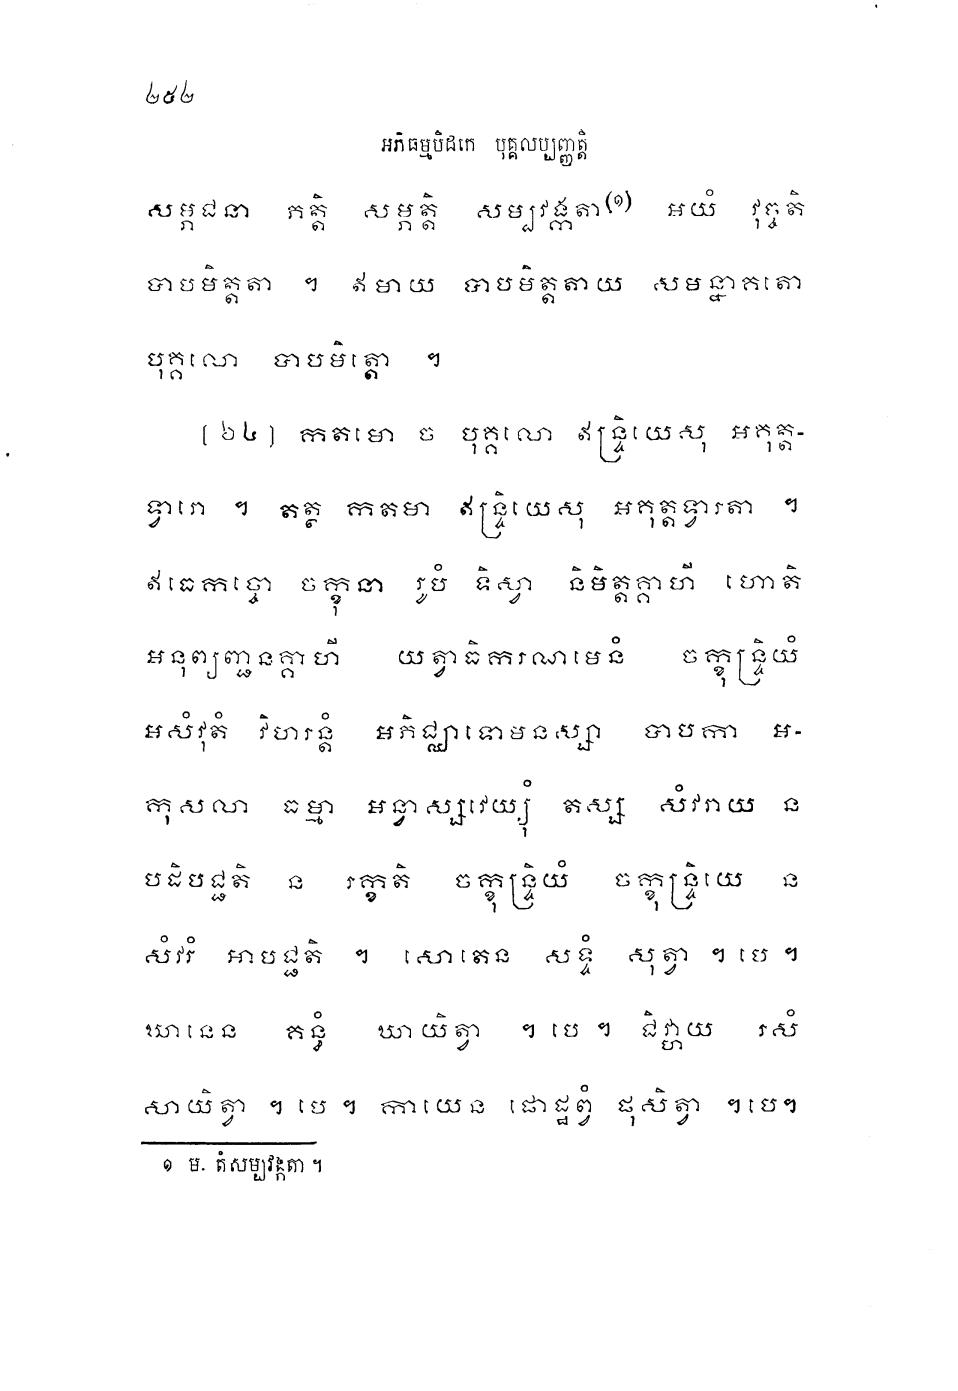 ២៥២
អភិធម្មបិដកេ បុគ្គលប្បញ្ញត្តិ
សម្ភជនា ភត្តិ សម្ភត្តិ សម្បវង្កតា(១) អយំ វុច្ចតិ
បាបមិត្តតា ។ ឥមាយ បាបមិត្តតាយ សមន្នាគតោ
បុគ្គលោ បាបមិត្តោ ។
[៦៤] កតមោ ច បុគ្គលោ ឥន្ទ្រិយេសុ អគុត្ត-
ទ្វារោ ។ តត្ថ កតមា ឥន្ទ្រិយេសុ អគុត្តទ្វារតា ។
ឥធេកច្ចោ ចក្ខុនា រូបំ ទិស្វា និមិត្តគ្គាហី ហោតិ
អនុព្យញ្ជនគ្គាហី យត្វាធិករណមេនំ ចក្ខុន្ទ្រិយំ
អសំវុតំ វិហរន្តំ អភិជ្ឈាទោមនស្សា បាបកា អ-
កុសលា ធម្មា អន្វាស្សវេយ្យុំ តស្ស សំវរាយ ន
បដិបជ្ជតិ ន រក្ខតិ ចក្ខុន្ទ្រិយំ ចក្ខុន្ទ្រិយេ ន
សំវរំ អាបជ្ជតិ ។ សោតេន សទ្ទំ សុត្វា ។ បេ ។
ឃានេន គន្ធំ ឃាយិត្វា ។ បេ ។ ជិវ្ហាយ រសំ
សាយិត្វា ។ បេ ។ កាយេន ផោដ្ឋព្វំ ផុសិត្វា ។បេ។
១ ម. តំសម្បវង្កតា ។